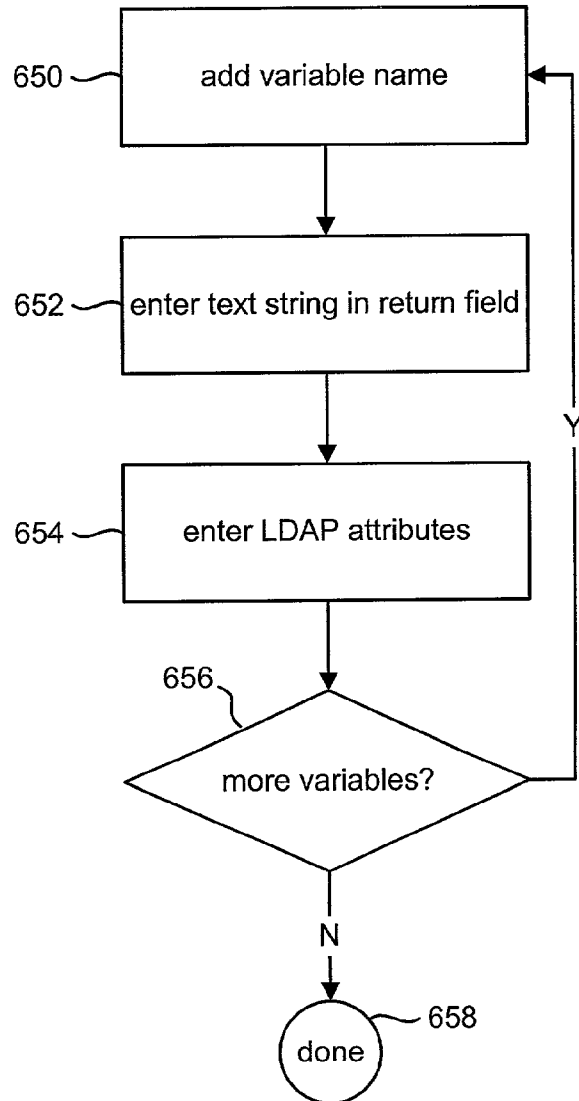 650
add variable name
652
enter text string in return field
Y
654
enter LDAP attributes
656
more variables?
N
658
done